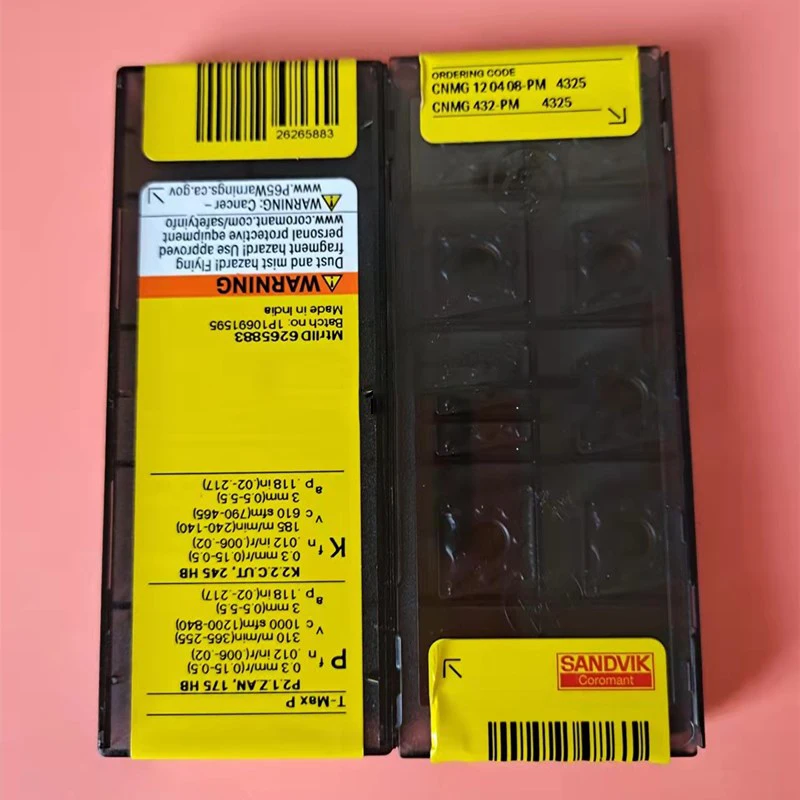 26265883
T-Max P
P2.1.Z.AN, 175 HB
P fn 0.3 mm/r(0.15-0.5)
.012 in/r(.006-.02)
vc 310 m/min(365-255)
1000 sfm(1200-840)
ap 3 mm(0.5-5.5)
.118 in(.02-.217)
K2.2.C.UT, 245 HB
K fn 0.3 mm/r(0.15-0.5)
.012 in/r(.006-.02)
vc 185 m/min(240-140)
610 sfm(790-465)
ap 3 mm(0.5-5.5)
.118 in(.02-.217)
MtrlID 6265883
Batch no: 1P10691595
Made in India
WARNING
Dust and mist hazard! Flying
fragment hazard! Use approved
personal protective equipment
www.coromant.com/safetyinfo
WARNING: Cancer –
www.P65Warnings.ca.gov
ORDERING CODE
CNMG 12 04 08-PM 4325
CNMG 432-PM 4325
SANDVIK
Coromant